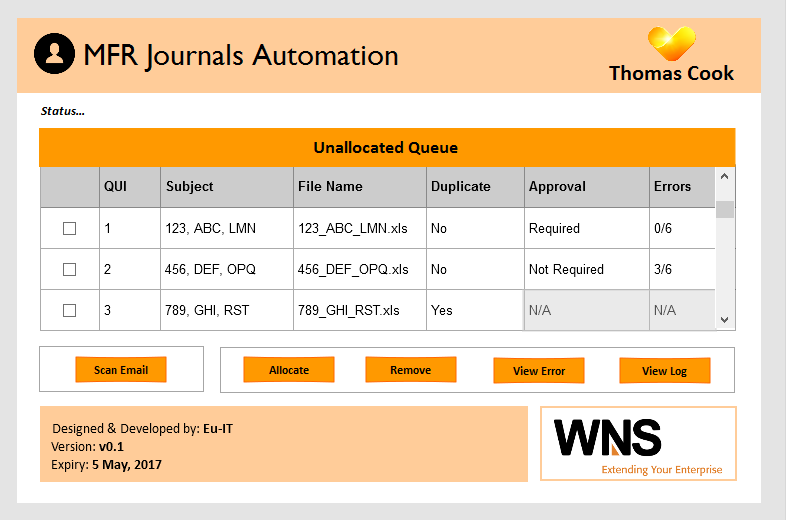 MFR Journals Automation
Thomas Cook
Status...
Unallocated Queue
QUI Subject File Name Duplicate Approval Errors
1 123, ABC, LMN 123_ABC_LMN.xls No Required 0/6
2 456, DEF, OPQ 456_DEF_OPQ.xls No Not Required 3/6
3 789, GHI, RST 789_GHI_RST.xls Yes N/A N/A
Scan Email Allocate Remove View Error View Log
Designed & Developed by: Eu-IT
Version: v0.1
Expiry: 5 May, 2017
WNS
Extending Your Enterprise